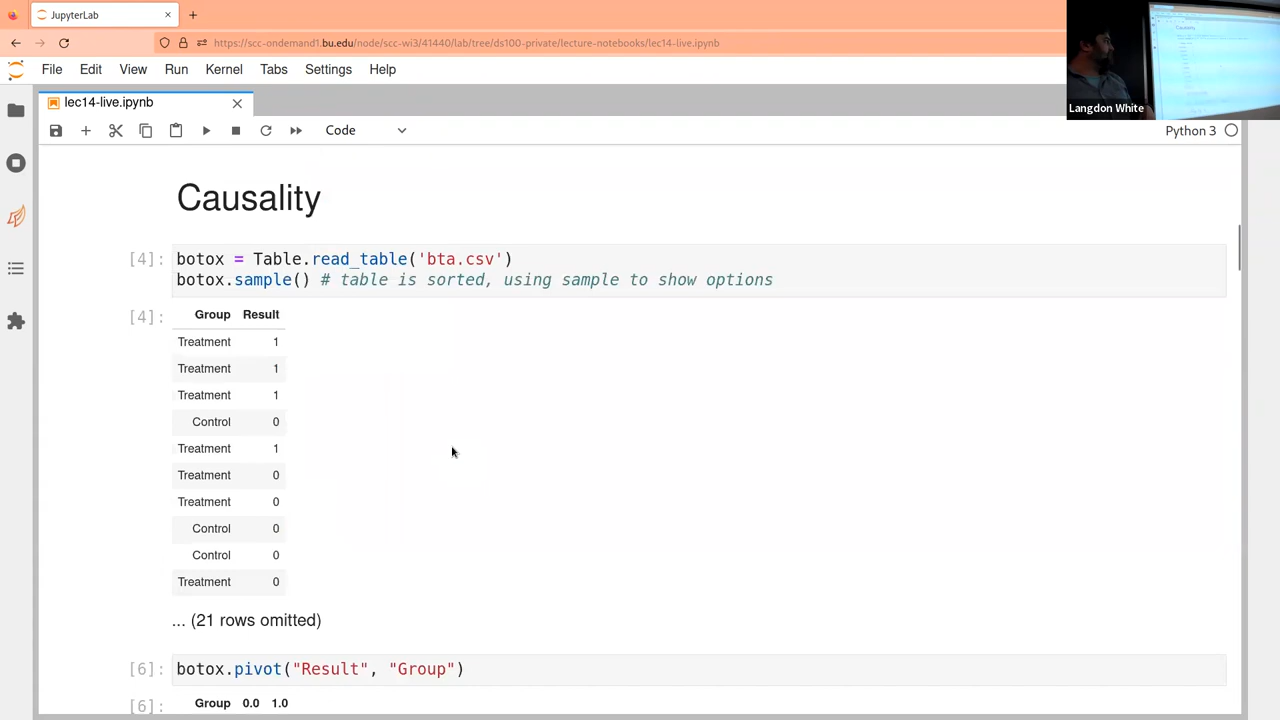 JupyterLab
https://scc-ondemand1.bu.edu/node/scc-wi3/41440/lab/tree/ds100-private/lecture-notebooks/lec14-live.ipynb
File Edit View Run Kernel Tabs Settings Help
Langdon White
lec14-live.ipynb
Code
Python 3
Causality
[4]: botox = Table.read_table('bta.csv')
botox.sample() # table is sorted, using sample to show options
[4]: Group Result
Treatment 1
Treatment 1
Treatment 1
Control 0
Treatment 1
Treatment 0
Treatment 0
Control 0
Control 0
Treatment 0
... (21 rows omitted)
[6]: botox.pivot("Result", "Group")
[6]: Group 0.0 1.0